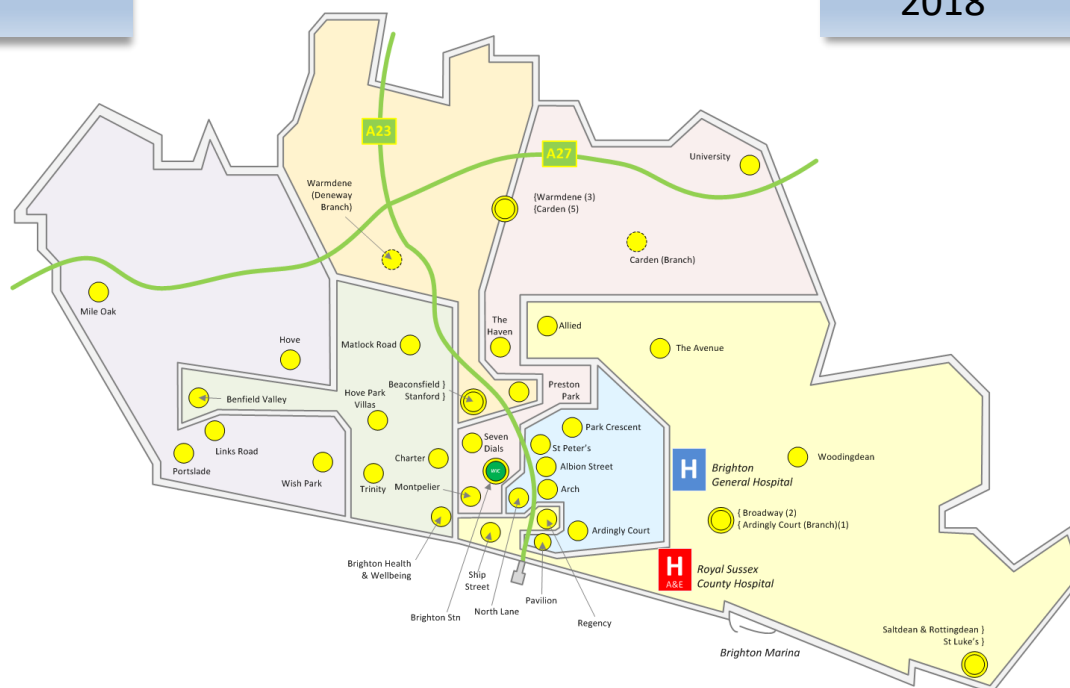 2018
A23
A27
University
Warmdene
(Deneway
Branch)
{Warmdene (3)
{Carden (5)
Carden (Branch)
Mile Oak
The
Haven
Allied
Matlock Road
The Avenue
Hove
Beaconsfield }
Stanford }
Preston
Park
Benfield Valley
Hove Park
Villas
Park Crescent
Links Road
Seven
Dials
St Peter's
Portslade
Charter
Albion Street
Woodingdean
H
Brighton
General Hospital
Wish Park
Trinity
Montpelier
WIC
Arch
{ Broadway (2)
{ Ardingly Court (Branch)(1)
Ardingly Court
Brighton Health
& Wellbeing
Ship
Street
H
A&E
Royal Sussex
County Hospital
Brighton Stn
North Lane
Pavilion
Regency
Saltdean & Rottingdean }
St Luke's }
Brighton Marina